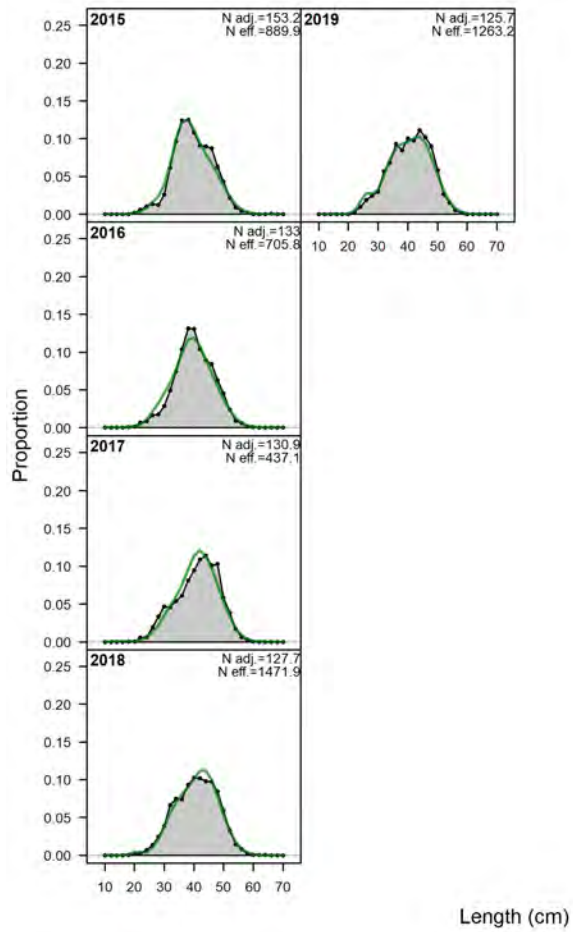 2015 N adj.=153.2
N eff.=889.9
2019 N adj.=125.7
N eff.=1263.2
0.25
0.20
0.15
0.10
0.05
0.00
10 20 30 40 50 60 70
2016 N adj.=133
N eff.=705.8
0.25
0.20
0.15
0.10
0.05
0.00
Proportion
2017 N adj.=130.9
N eff.=437.1
0.25
0.20
0.15
0.10
0.05
0.00
2018 N adj.=127.7
N eff.=1471.9
0.25
0.20
0.15
0.10
0.05
0.00
10 20 30 40 50 60 70
Length (cm)